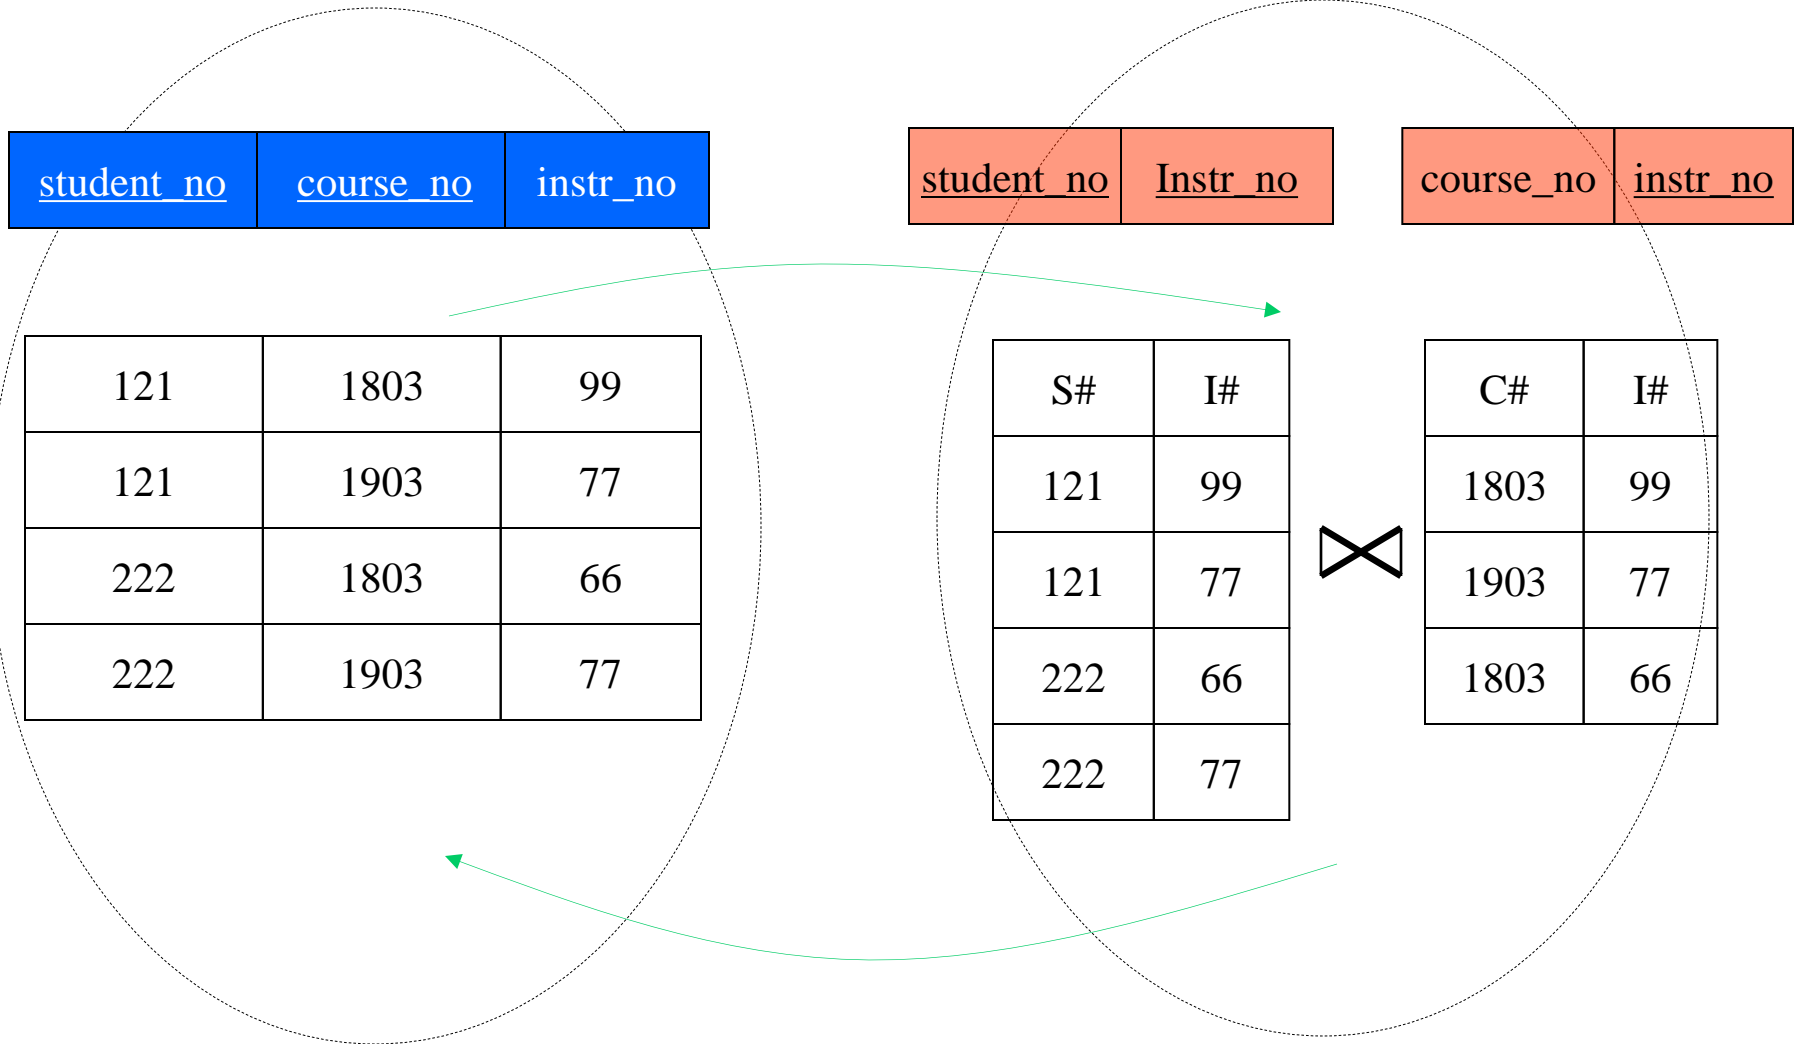 student_no course_no instr_no
student_no Instr_no
course_no instr_no
121 1803 99
121 1903 77
222 1803 66
222 1903 77
S# I#
121 99
121 77
222 66
222 77
C# I#
1803 99
1903 77
1803 66